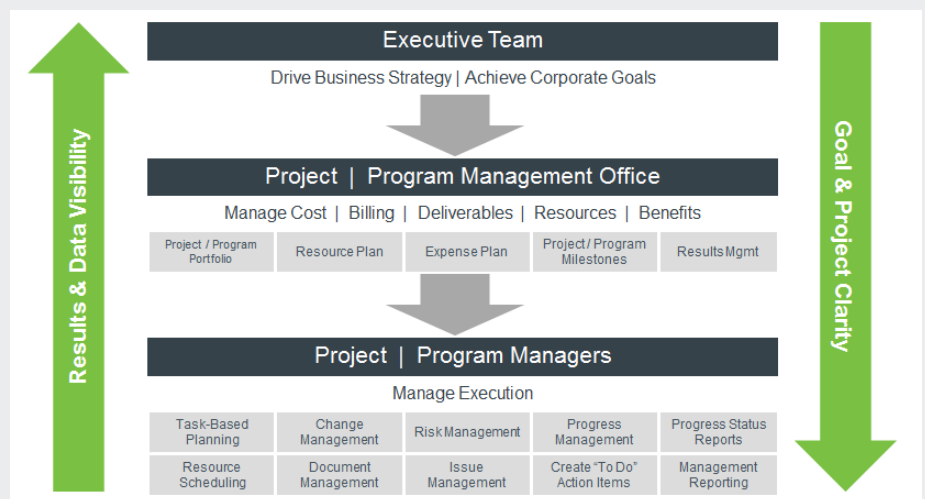 Executive Team
Drive Business Strategy | Achieve Corporate Goals
Project | Program Management Office
Manage Cost | Billing | Deliverables | Resources | Benefits
Project / Program
Portfolio
Resource Plan
Expense Plan
Project / Program
Milestones
Results Mgmt
Project | Program Managers
Manage Execution
Task-Based
Planning
Change
Management
Risk Management
Progress
Management
Progress Status
Reports
Resource
Scheduling
Document
Management
Issue
Management
Create “To Do”
Action Items
Management
Reporting
Results & Data Visibility
Goal & Project Clarity